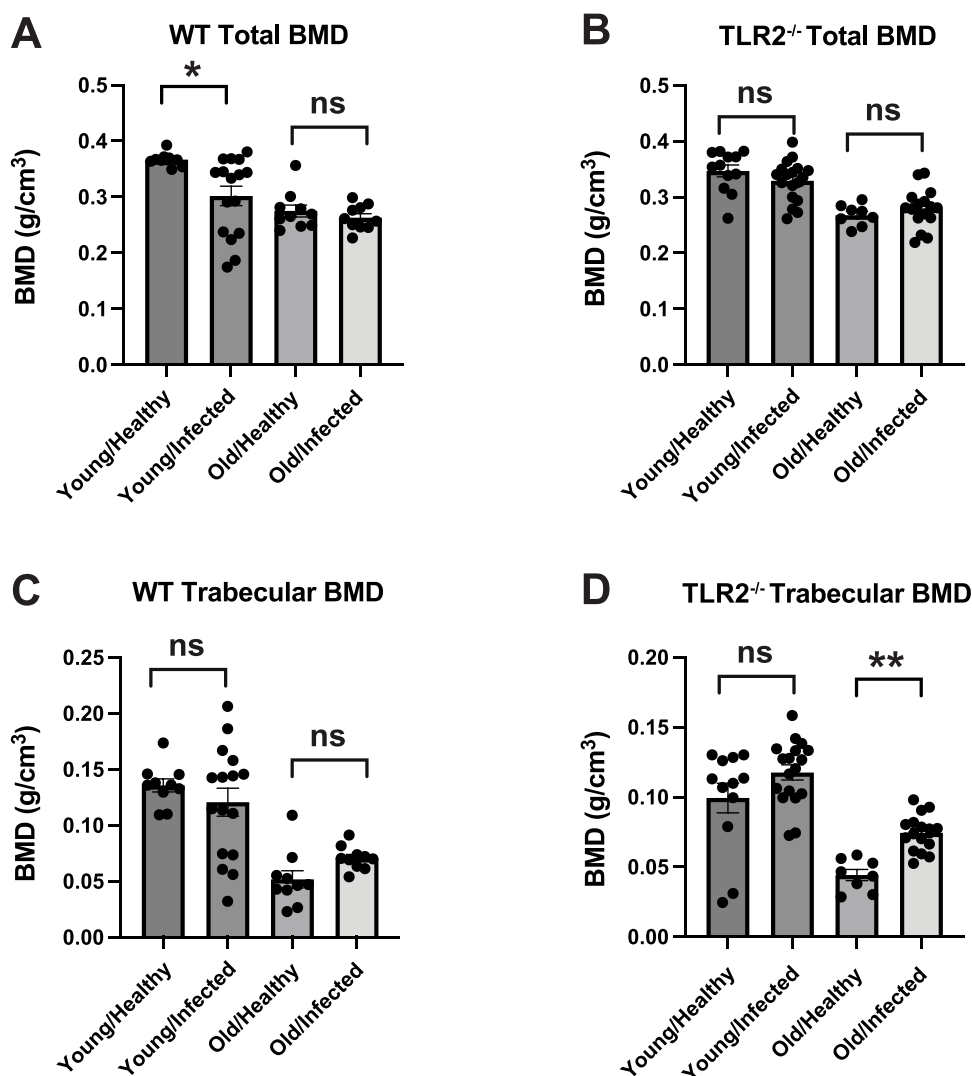 A
WT Total BMD
*
ns
BMD (g/cm³)
0.5
0.4
0.3
0.2
0.1
0.0
Young/Healthy
Young/Infected
Old/Healthy
Old/Infected
B
TLR2⁻/⁻ Total BMD
ns
ns
BMD (g/cm³)
0.5
0.4
0.3
0.2
0.1
0.0
Young/Healthy
Young/Infected
Old/Healthy
Old/Infected
C
WT Trabecular BMD
ns
ns
BMD (g/cm³)
0.25
0.20
0.15
0.10
0.05
0.00
Young/Healthy
Young/Infected
Old/Healthy
Old/Infected
D
TLR2⁻/⁻ Trabecular BMD
ns
**
BMD (g/cm³)
0.20
0.15
0.10
0.05
0.00
Young/Healthy
Young/Infected
Old/Healthy
Old/Infected